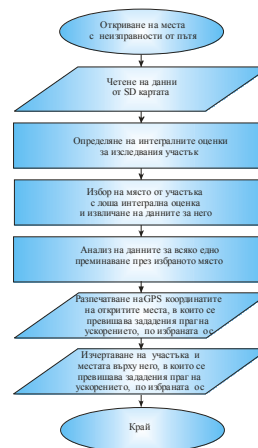 Откриване на места
с неизправности от пътя
Четене на данни
от SD картата
Определяне на интегралните оценки
за изследвания участък
Избор на място от участъка
с лоша интегрална оценка
и извличане на данните за него
Анализ на данните за всяко едно
преминаване през избраното място
Разпечатване наGPS координатите
на откритите места, в които се
превишава зададения праг на
ускорението, по избраната ос
Изчертаване на участъка и
местата върху него, в които се
превишава зададения праг на
ускорението, по избраната ос
Край